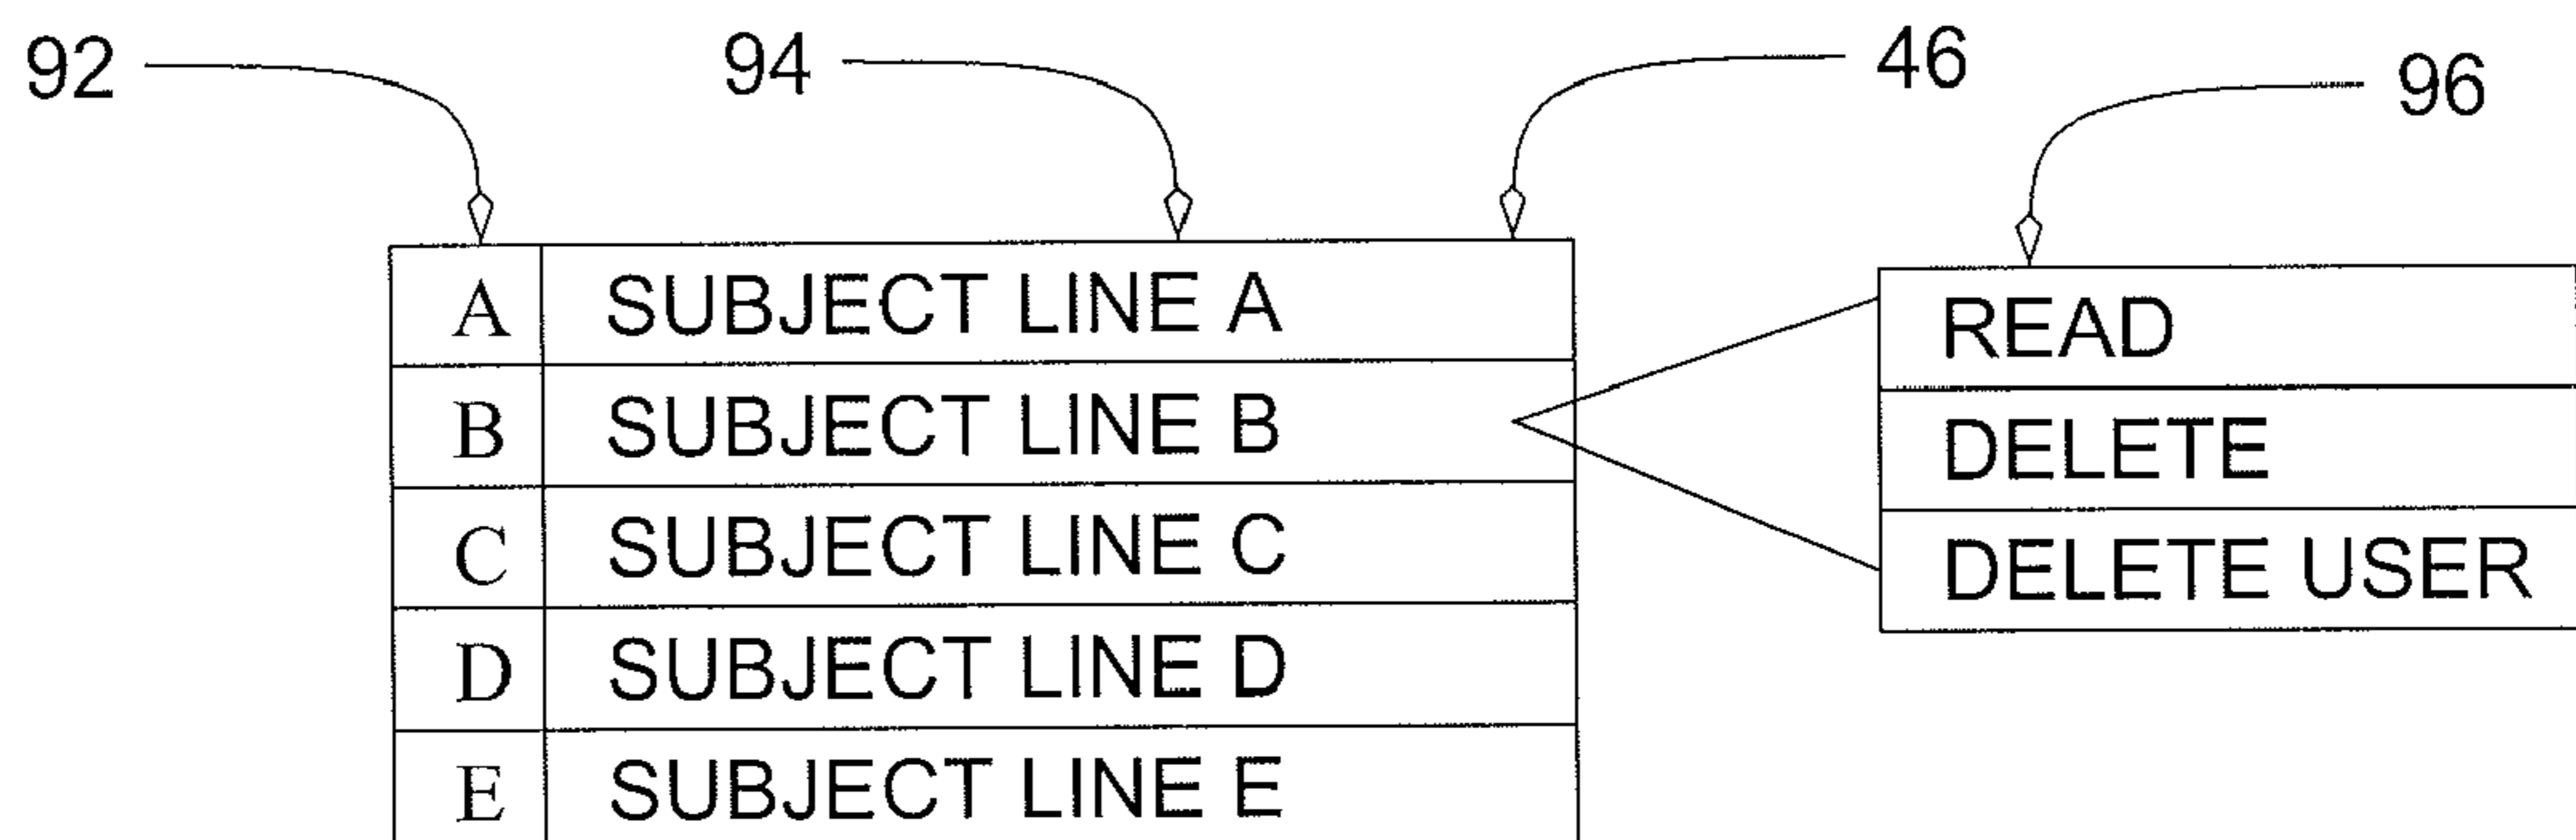 92 94 46 96
A SUBJECT LINE A
B SUBJECT LINE B
C SUBJECT LINE C
D SUBJECT LINE D
E SUBJECT LINE E
READ
DELETE
DELETE USER